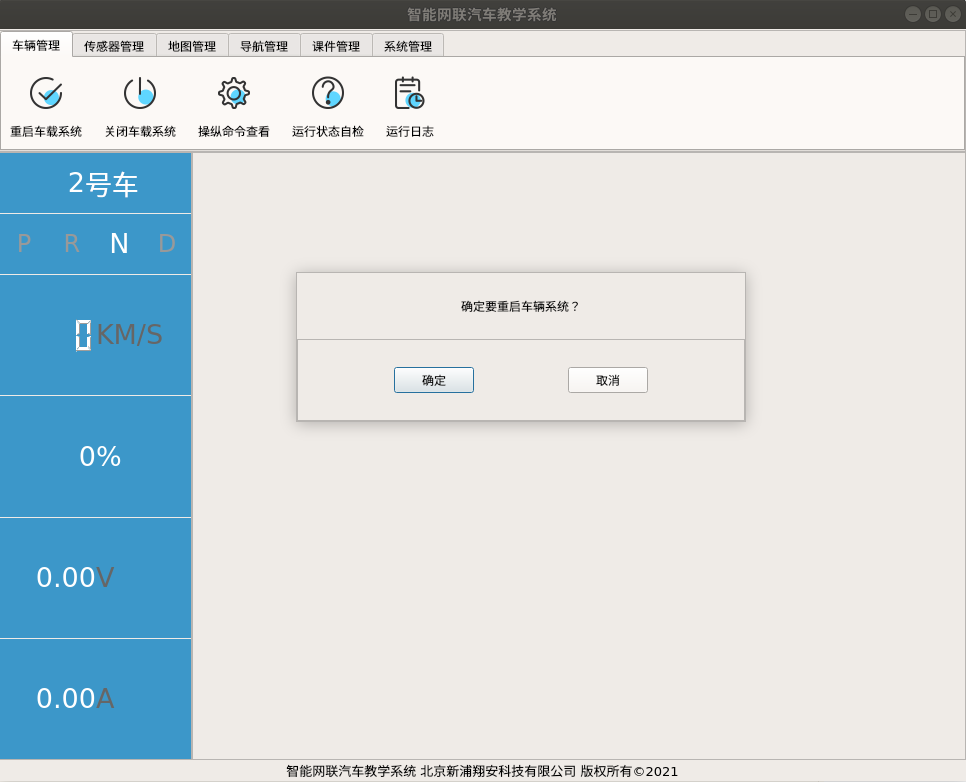 智能网联汽车教学系统
车辆管理 传感器管理 地图管理 导航管理 课件管理 系统管理
重启车载系统 关闭车载系统 操纵命令查看 运行状态自检 运行日志
2号车
P R N D
0 KM/S
0%
0.00V
0.00A
确定要重启车辆系统？
确定 取消
智能网联汽车教学系统 北京新浦翔安科技有限公司 版权所有©2021